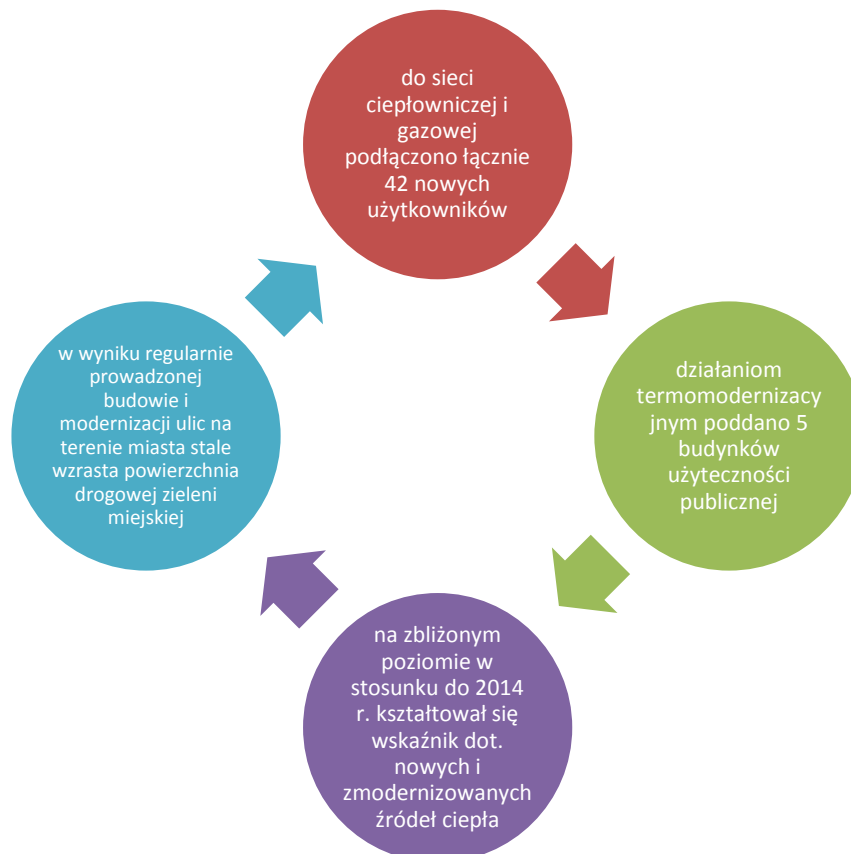 do sieci
ciepłowniczej i
gazowej
podłączono łącznie
42 nowych
użytkowników
działaniom
termomodernizacy
jnym poddano 5
budynków
użyteczności
publicznej
na zbliżonym
poziomie w
stosunku do 2014
r. kształtował się
wskaźnik dot.
nowych i
zmodernizowanych
źródeł ciepła
w wyniku regularnie
prowadzonej
budowie i
modernizacji ulic na
terenie miasta stale
wzrasta powierzchnia
drogowej zieleni
miejskiej